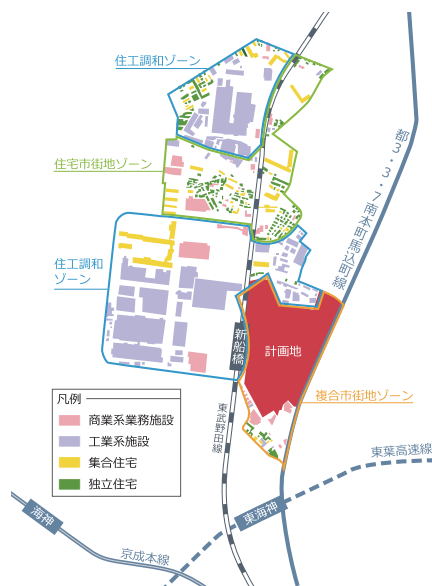 住工調和ゾーン
住宅市街地ゾーン
都3・3・7南本町馬込町線
住工調和
ゾーン
新船橋
計画地
複合市街地ゾーン
凡例
商業系業務施設
工業系施設
集合住宅
独立住宅
東武野田線
東葉高速線
東海神
海神
京成本線